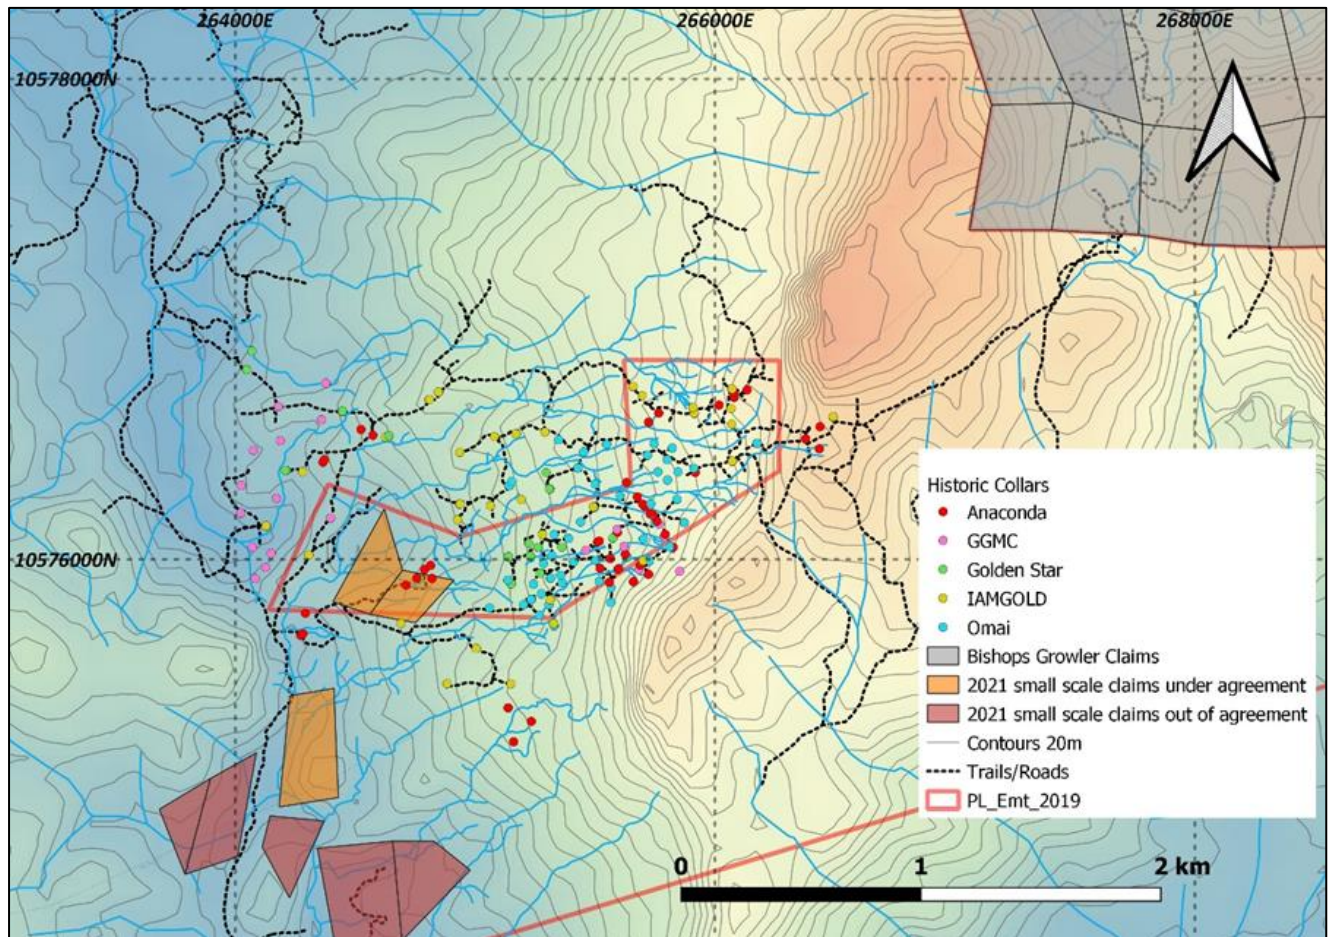 264000E
266000E
268000E
10578000N
10576000N
Historic Collars
Anaconda
GGMC
Golden Star
IAMGOLD
Omai
Bishops Growler Claims
2021 small scale claims under agreement
2021 small scale claims out of agreement
Contours 20m
Trails/Roads
PL_Emt_2019
0 1 2 km